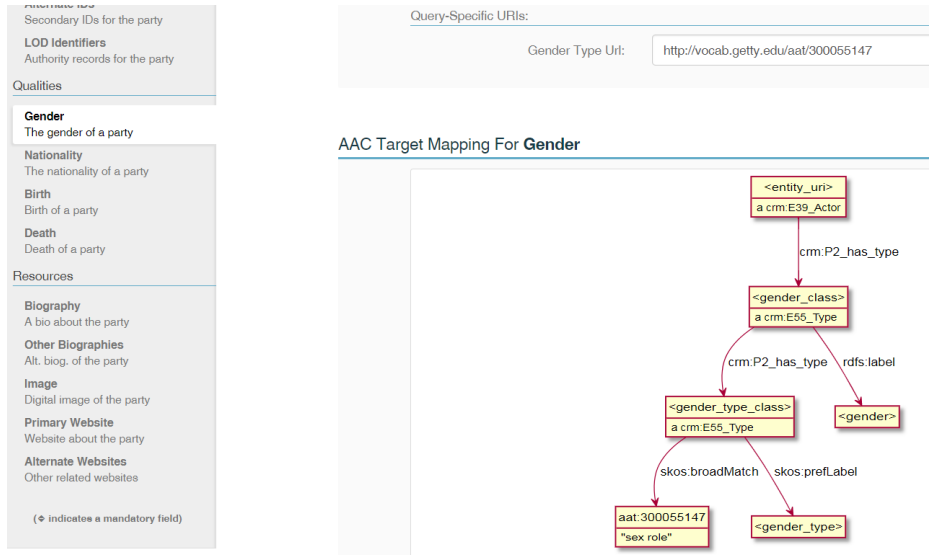 Alternate IDs
Secondary IDs for the party
LOD Identifiers
Authority records for the party
Qualities
Gender
The gender of a party
Nationality
The nationality of a party
Birth
Birth of a party
Death
Death of a party
Resources
Biography
A bio about the party
Other Biographies
Alt. biog. of the party
Image
Digital image of the party
Primary Website
Website about the party
Alternate Websites
Other related websites
(≎ indicates a mandatory field)
Query-Specific URIs:
Gender Type Url: http://vocab.getty.edu/aat/300055147
AAC Target Mapping For Gender
<entity_uri>
a crm:E39_Actor
crm:P2_has_type
<gender_class>
a crm:E55_Type
crm:P2_has_type rdfs:label
<gender_type_class>
a crm:E55_Type
<gender>
skos:broadMatch skos:prefLabel
aat:300055147
"sex role"
<gender_type>